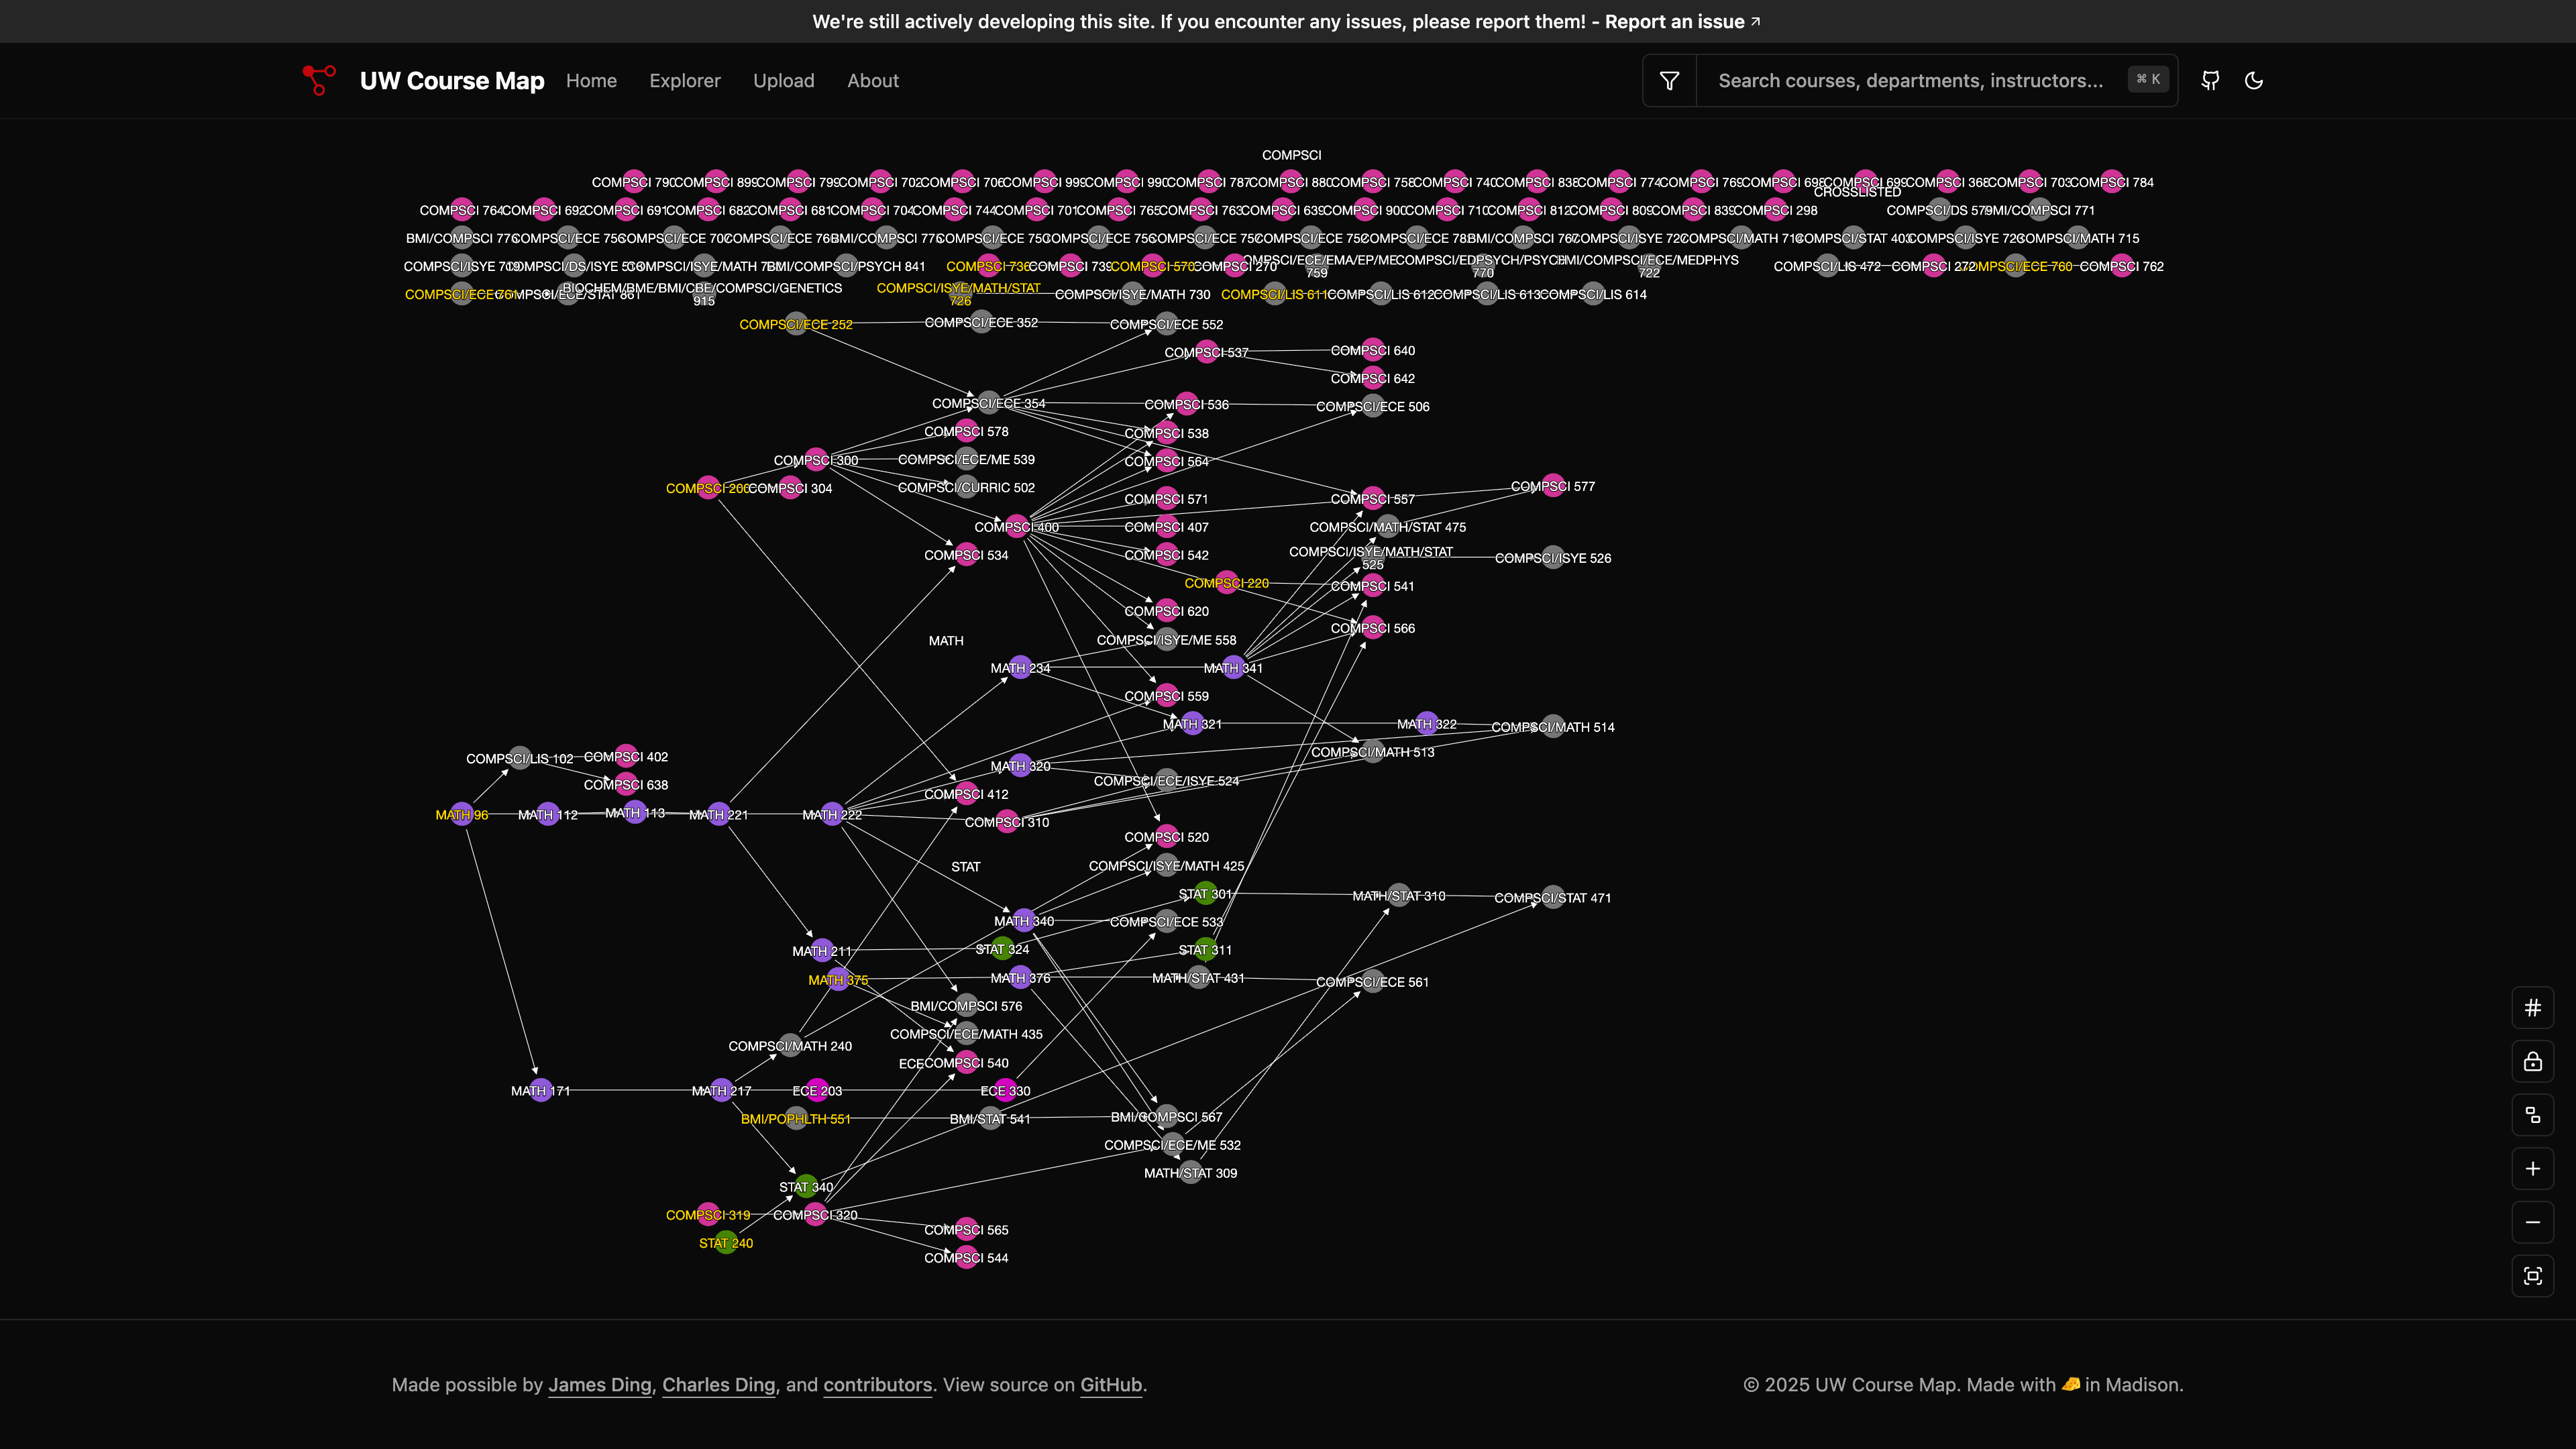 We're still actively developing this site. If you encounter any issues, please report them! - Report an issue
UW Course Map Home Explorer Upload About Search courses, departments, instructors... ⌘ K
COMPSCI
COMPSCI 790 COMPSCI 899 COMPSCI 799 COMPSCI 702 COMPSCI 706 COMPSCI 999 COMPSCI 990 COMPSCI 787 COMPSCI 880 COMPSCI 758 COMPSCI 740 COMPSCI 838 COMPSCI 774 COMPSCI 769 COMPSCI 698 COMPSCI 699 COMPSCI 368 COMPSCI 703 COMPSCI 784
CROSSLISTED
COMPSCI 764 COMPSCI 692 COMPSCI 691 COMPSCI 682 COMPSCI 681 COMPSCI 704 COMPSCI 744 COMPSCI 701 COMPSCI 765 COMPSCI 763 COMPSCI 639 COMPSCI 900 COMPSCI 710 COMPSCI 812 COMPSCI 809 COMPSCI 839 COMPSCI 298 COMPSCI/DS BMI/COMPSCI 771
BMI/COMPSCI COMPSCI/ECE COMPSCI/ECE COMPSCI/ECE BMI/COMPSCI COMPSCI/ECE COMPSCI/ECE COMPSCI/ECE COMPSCI/ECE COMPSCI/ECE BMI/COMPSCI COMPSCI/ISYE COMPSCI/MATH COMPSCI/STAT 403 COMPSCI/ISYE COMPSCI/MATH 715
COMPSCI/ISYE COMPSCI/DS/ISYE COMPSCI/ISYE/MATH BMI/COMPSCI/PSYCH 841 COMPSCI 736 COMPSCI 739 COMPSCI 570 COMPSCI 270 COMPSCI/ECE/EMA/EP/ME 759 COMPSCI/EDPSYCH/PSYCH 770 BMI/COMPSCI/ECE/MEDPHYS 722 COMPSCI/LIS 472 COMPSCI 272 COMPSCI/ECE 760 COMPSCI 762
COMPSCI/ECE COMPSCI/ECE/STAT 861 BIOCHEM/BME/BMI/CBE/COMPSCI/GENETICS 915 COMPSCI/ISYE/MATH/STAT 726 COMPSCI/ISYE/MATH 730 COMPSCI/LIS 611 COMPSCI/LIS 612 COMPSCI/LIS 613 COMPSCI/LIS 614
COMPSCI/ECE 252 COMPSCI/ECE 352 COMPSCI/ECE 552
COMPSCI 537 COMPSCI 640
COMPSCI 642
COMPSCI/ECE 354 COMPSCI 536 COMPSCI/ECE 506
COMPSCI 578 COMPSCI 538
COMPSCI 300 COMPSCI/ECE/ME 539 COMPSCI 564
COMPSCI 200 COMPSCI 304 COMPSCI/CURRIC 502 COMPSCI 577
COMPSCI 571 COMPSCI 557
COMPSCI 400 COMPSCI 407 COMPSCI/MATH/STAT 475
COMPSCI 534 COMPSCI 542 COMPSCI/ISYE/MATH/STAT 525 COMPSCI/ISYE 526
COMPSCI 220 COMPSCI 541
COMPSCI 620
COMPSCI 566
MATH COMPSCI/ISYE/ME 558
MATH 234 MATH 341
COMPSCI 559
MATH 321 MATH 322 COMPSCI/MATH 514
COMPSCI/LIS 102 COMPSCI 402 COMPSCI/MATH 513
MATH 320
COMPSCI 638 COMPSCI/ECE/ISYE 524
COMPSCI 412
MATH 96 MATH 112 MATH 113 MATH 221 MATH 222 COMPSCI 310
COMPSCI 520
STAT COMPSCI/ISYE/MATH 425
STAT 301 MATH/STAT 310 COMPSCI/STAT 471
MATH 340 COMPSCI/ECE 533
MATH 211 STAT 324 STAT 311
MATH 375 MATH 376 MATH/STAT 431 COMPSCI/ECE 561
BMI/COMPSCI 576
COMPSCI/MATH 240 COMPSCI/ECE/MATH 435
ECE COMPSCI 540
MATH 171 MATH 217 ECE 203 ECE 330
BMI/POPHLTH 551 BMI/STAT 541 BMI/COMPSCI 567
COMPSCI/ECE/ME 532
MATH/STAT 309
STAT 340
COMPSCI 319 COMPSCI 320
COMPSCI 565
STAT 240
COMPSCI 544
Made possible by James Ding, Charles Ding, and contributors. View source on GitHub. © 2025 UW Course Map. Made with 🧀 in Madison.